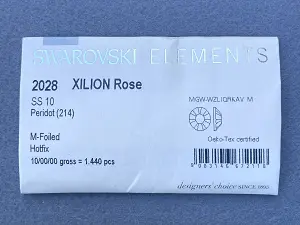 SWAROVSKI ELEMENTS
2028 XILION Rose
SS 10
Peridot (214)
MGW-WZLIQRKAV M
M-Foiled
Hotfix
Oeko-Tex certified
10/00/00 gross = 1.440 pcs
designers' choice SINCE 1895